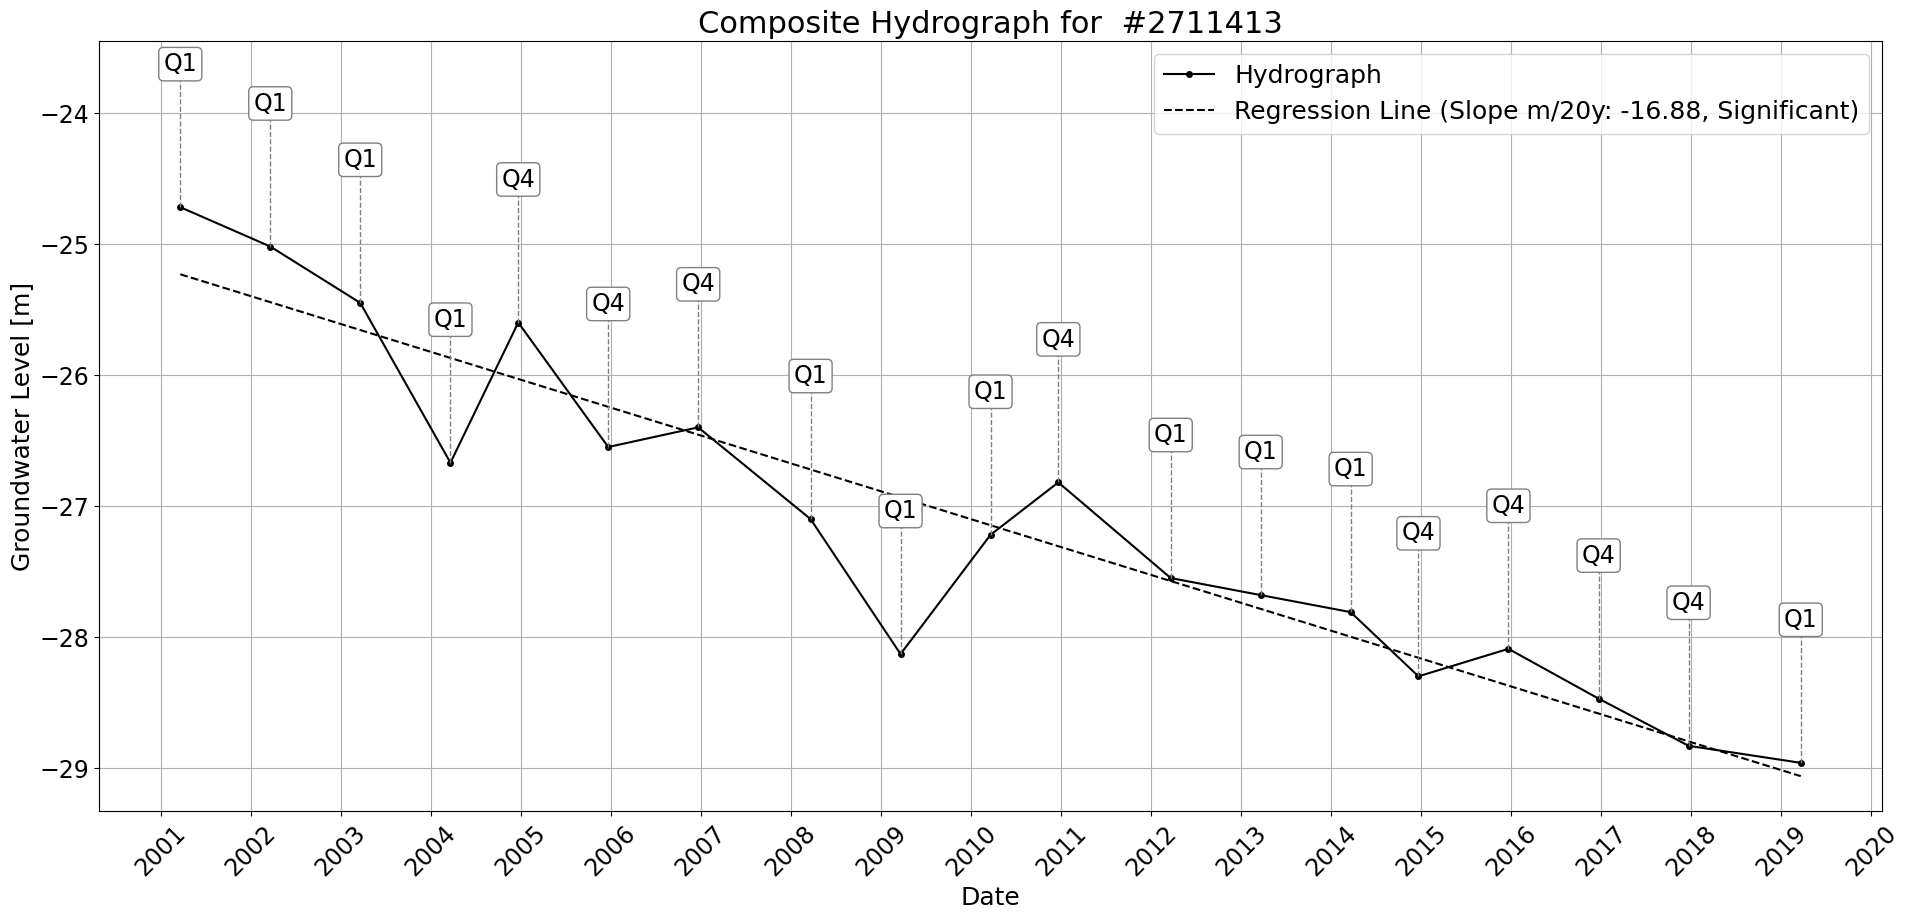 Composite Hydrograph for  #2711413
Hydrograph
Regression Line (Slope m/20y: -16.88, Significant)
Groundwater Level [m]
−24
−25
−26
−27
−28
−29
Q1
Q1
Q1
Q1
Q4
Q4
Q4
Q1
Q1
Q1
Q4
Q1
Q1
Q1
Q4
Q4
Q4
Q4
Q1
2001
2002
2003
2004
2005
2006
2007
2008
2009
2010
2011
2012
2013
2014
2015
2016
2017
2018
2019
2020
Date